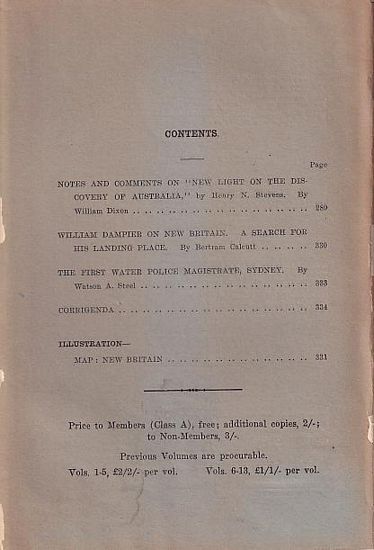 CONTENTS.
Page
NOTES AND COMMENTS ON "NEW LIGHT ON THE DIS-
COVERY OF AUSTRALIA," by Henry N. Stevens. By
William Dixon .. .. .. .. .. .. .. .. .. .. .. .. .. .. .. .. 289
WILLIAM DAMPIER ON NEW BRITAIN. A SEARCH FOR
HIS LANDING PLACE. By Bertram Calcutt .. .. .. .. 330
THE FIRST WATER POLICE MAGISTRATE, SYDNEY. By
Watson A. Steel .. .. .. .. .. .. .. .. .. .. .. .. .. .. .. 333
CORRIGENDA .. .. .. .. .. .. .. .. .. .. .. .. .. .. .. .. .. 334
ILLUSTRATION—
MAP: NEW BRITAIN .. .. .. .. .. .. .. .. .. .. .. .. .. 331
Price to Members (Class A), free; additional copies, 2/-;
to Non-Members, 3/-.
Previous Volumes are procurable.
Vols. 1-5, £2/2/- per vol. Vols. 6-13, £1/1/- per vol.